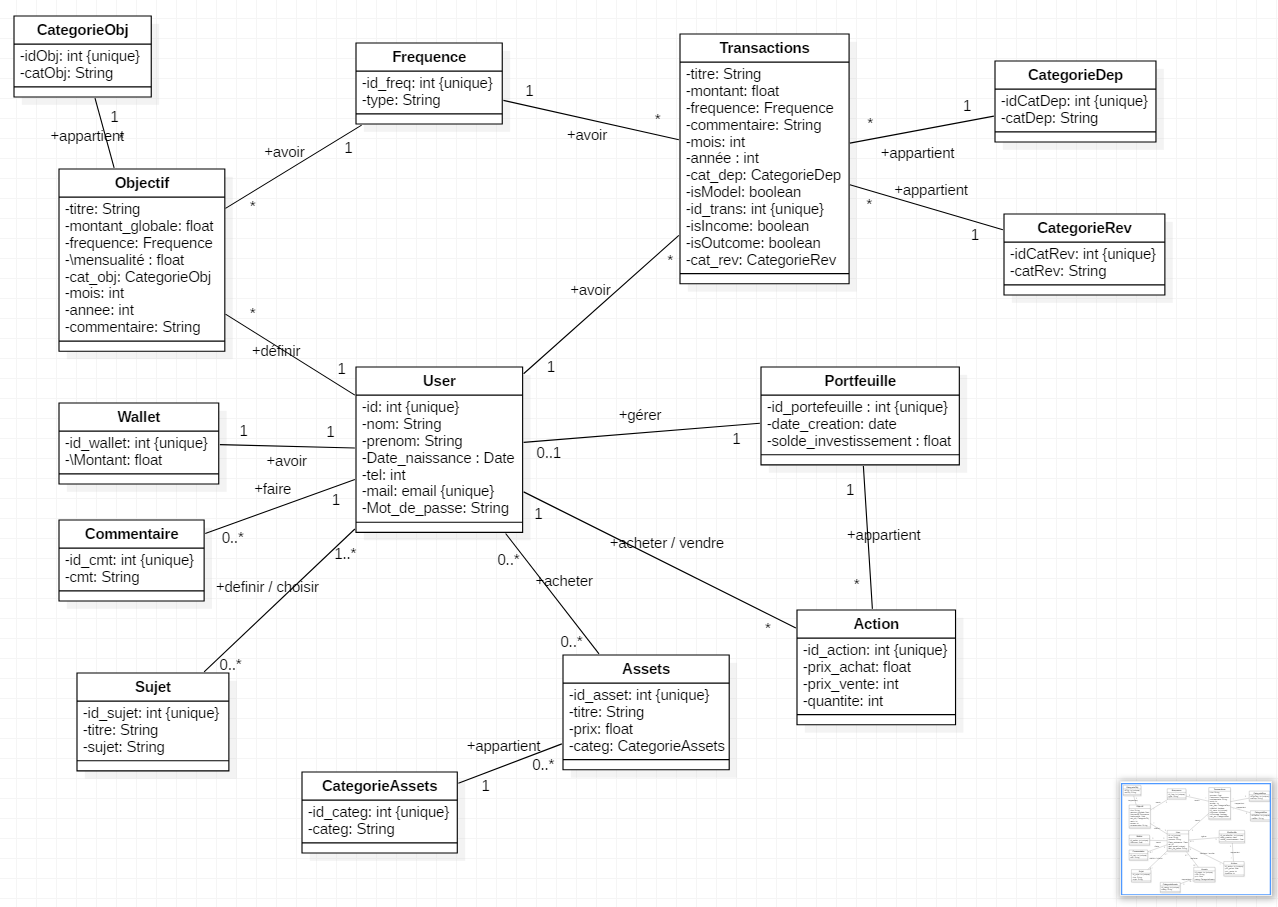 CategorieObj
-idObj: int {unique}
-catObj: String
1
+appartient
*
Frequence
-id_freq: int {unique}
-type: String
1
+avoir
*
+avoir
1
*
Transactions
-titre: String
-montant: float
-frequence: Frequence
-commentaire: String
-mois: int
-année : int
-cat_dep: CategorieDep
-isModel: boolean
-id_trans: int {unique}
-isIncome: boolean
-isOutcome: boolean
-cat_rev: CategorieRev
CategorieDep
-idCatDep: int {unique}
-catDep: String
1
*
+appartient
CategorieRev
-idCatRev: int {unique}
-catRev: String
+appartient
*
1
Objectif
-titre: String
-montant_globale: float
-frequence: Frequence
-\mensualité : float
-cat_obj: CategorieObj
-mois: int
-annee: int
-commentaire: String
*
+définir
1
*
+avoir
1
User
-id: int {unique}
-nom: String
-prenom: String
-Date_naissance : Date
-tel: int
-mail: email {unique}
-Mot_de_passe: String
Wallet
-id_wallet: int {unique}
-\Montant: float
1
1
+avoir
Portfeuille
-id_portefeuille : int {unique}
-date_creation: date
-solde_investissement : float
+gérer
0..1
1
Commentaire
-id_cmt: int {unique}
-cmt: String
+faire
1
0..*
1
+appartient
*
1
+acheter / vendre
*
Action
-id_action: int {unique}
-prix_achat: float
-prix_vente: int
-quantite: int
1..*
+definir / choisir
0..*
Sujet
-id_sujet: int {unique}
-titre: String
-sujet: String
0..*
+acheter
0..*
Assets
-id_asset: int {unique}
-titre: String
-prix: float
-categ: CategorieAssets
+appartient
0..*
1
CategorieAssets
-id_categ: int {unique}
-categ: String